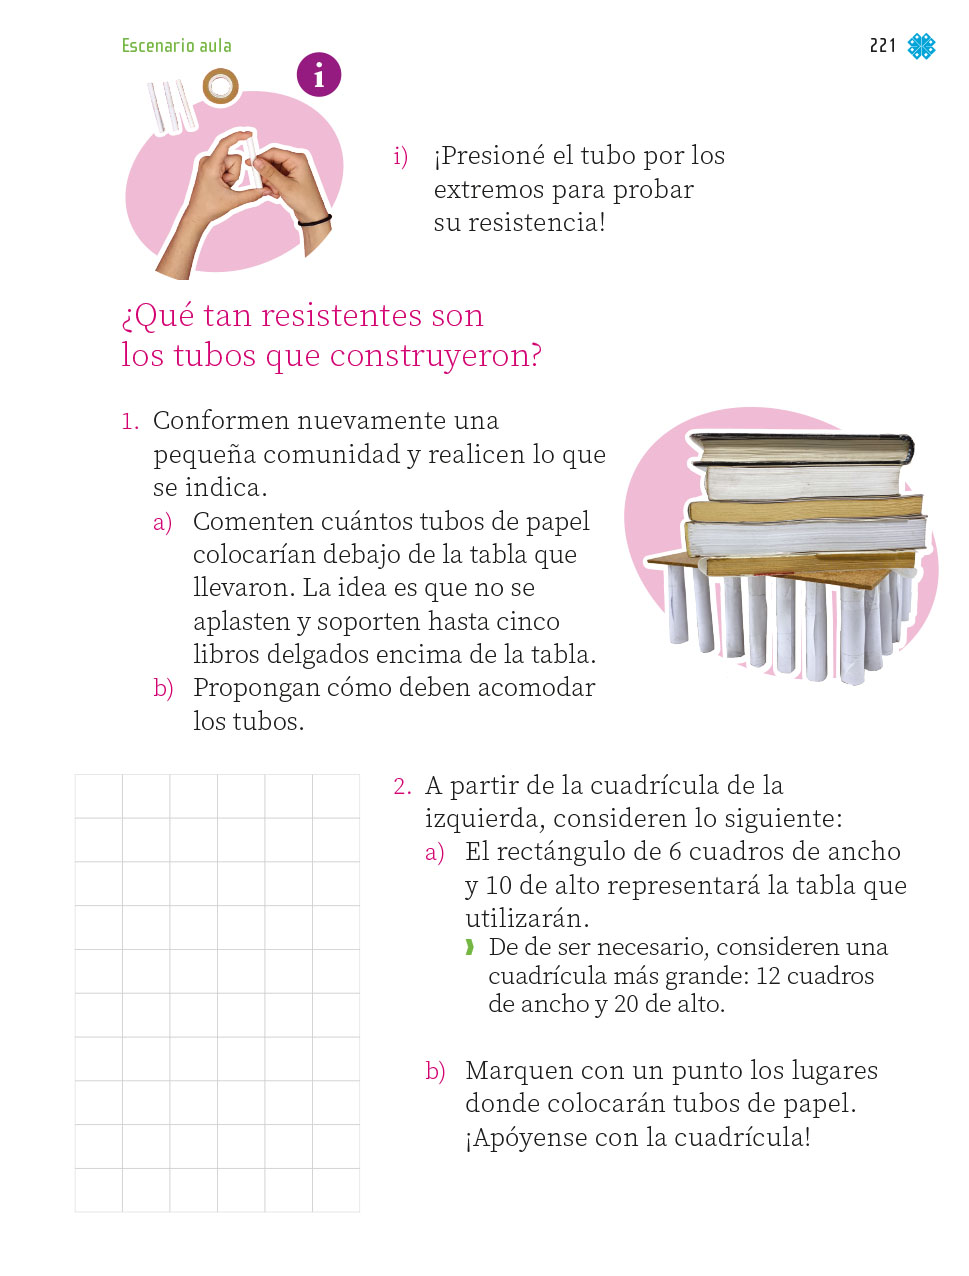 Escenario aula
221
i
i) ¡Presioné el tubo por los
extremos para probar
su resistencia!
¿Qué tan resistentes son
los tubos que construyeron?
1. Conformen nuevamente una
pequeña comunidad y realicen lo que
se indica.
a) Comenten cuántos tubos de papel
colocarían debajo de la tabla que
llevaron. La idea es que no se
aplasten y soporten hasta cinco
libros delgados encima de la tabla.
b) Propongan cómo deben acomodar
los tubos.
2. A partir de la cuadrícula de la
izquierda, consideren lo siguiente:
a) El rectángulo de 6 cuadros de ancho
y 10 de alto representará la tabla que
utilizarán.
De de ser necesario, consideren una
cuadrícula más grande: 12 cuadros
de ancho y 20 de alto.
b) Marquen con un punto los lugares
donde colocarán tubos de papel.
¡Apóyense con la cuadrícula!